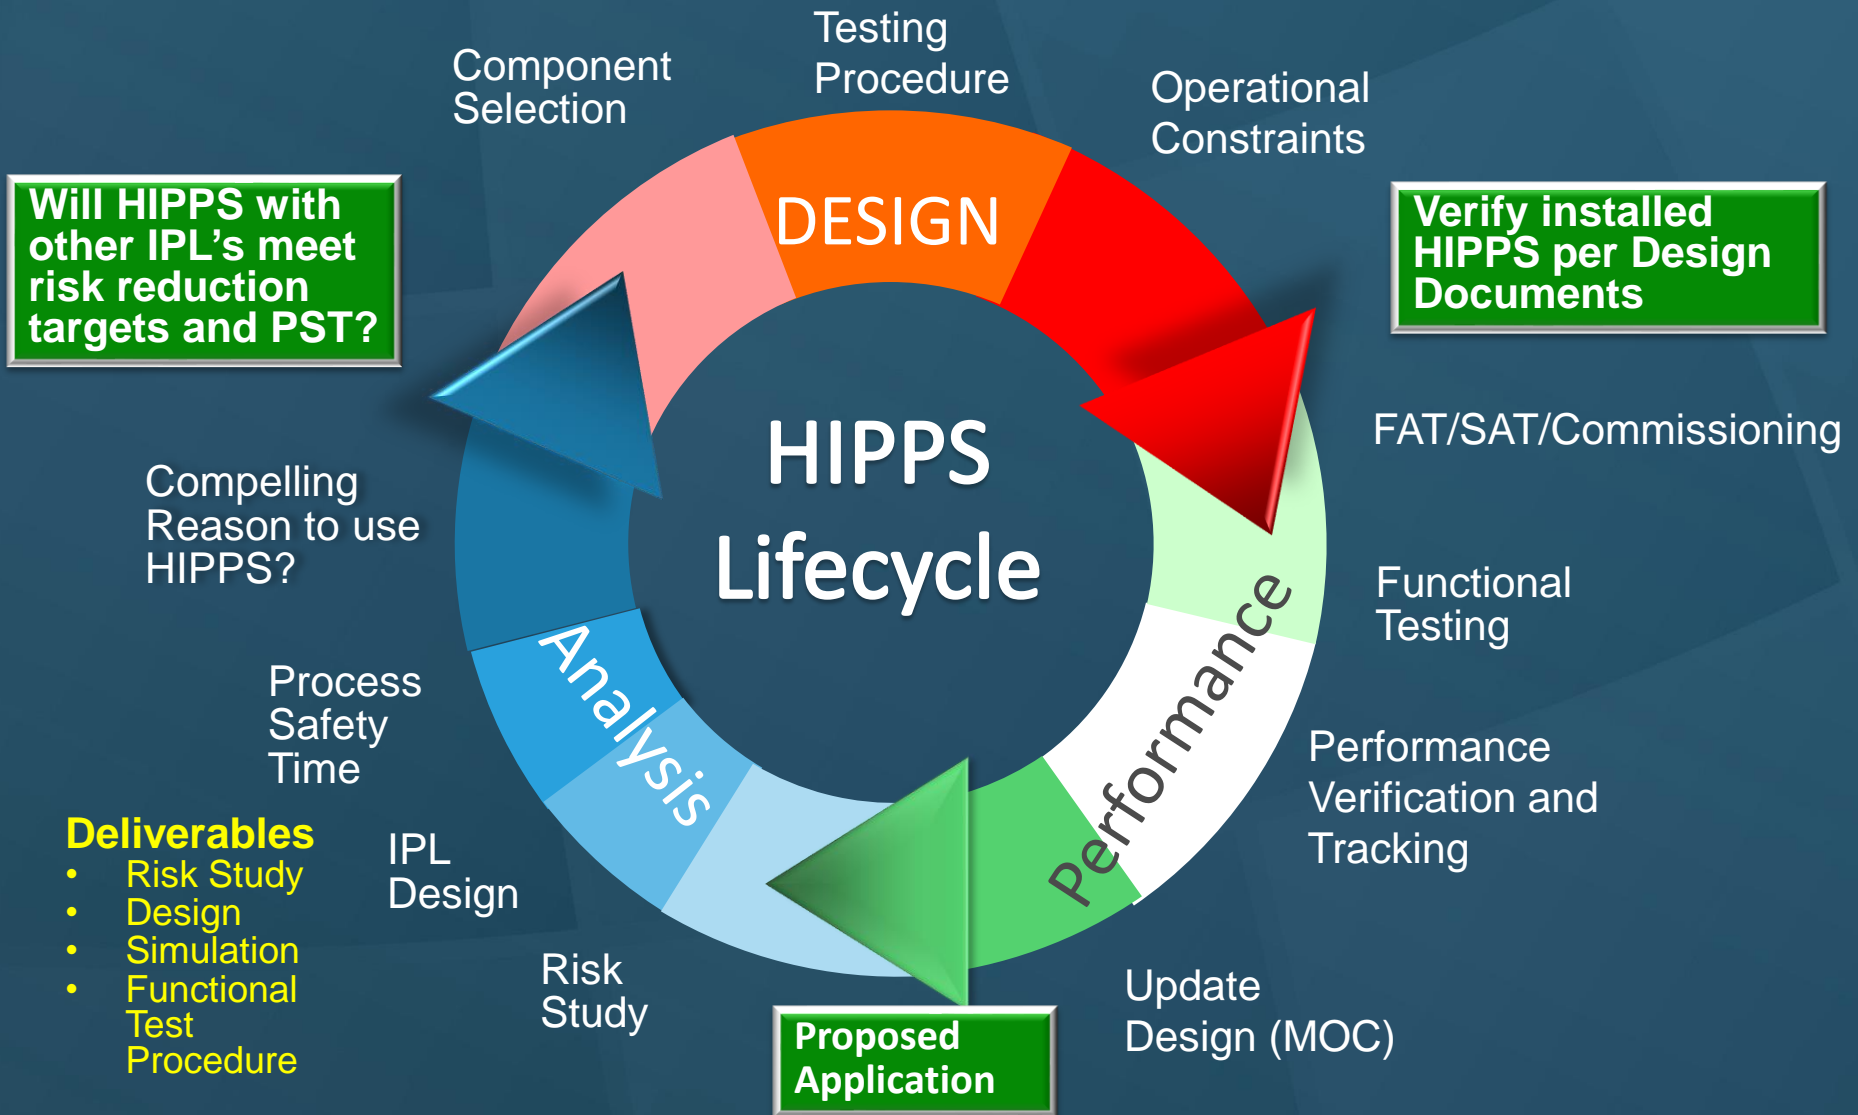 Testing
Procedure
Component
Selection
Operational
Constraints
DESIGN
Will HIPPS with
other IPL's meet
risk reduction
targets and PST?
Verify installed
HIPPS per Design
Documents
HIPPS
Lifecycle
FAT/SAT/Commissioning
Compelling
Reason to use
HIPPS?
Functional
Testing
Analysis
Performance
Process
Safety
Time
Performance
Verification and
Tracking
Deliverables
• Risk Study
• Design
• Simulation
• Functional
Test
Procedure
IPL
Design
Risk
Study
Update
Design (MOC)
Proposed
Application